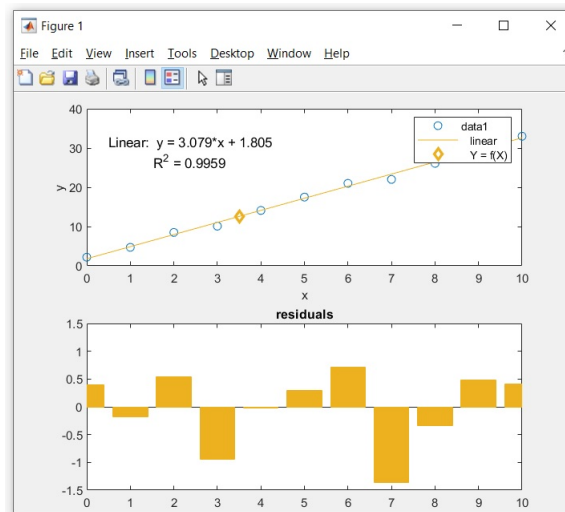 Figure 1
File Edit View Insert Tools Desktop Window Help
40
30
20
10
0
y
Linear: y = 3.079*x + 1.805
R² = 0.9959
data1
linear
Y = f(X)
0 1 2 3 4 5 6 7 8 9 10
x
residuals
1.5
1
0.5
0
-0.5
-1
-1.5
0 1 2 3 4 5 6 7 8 9 10